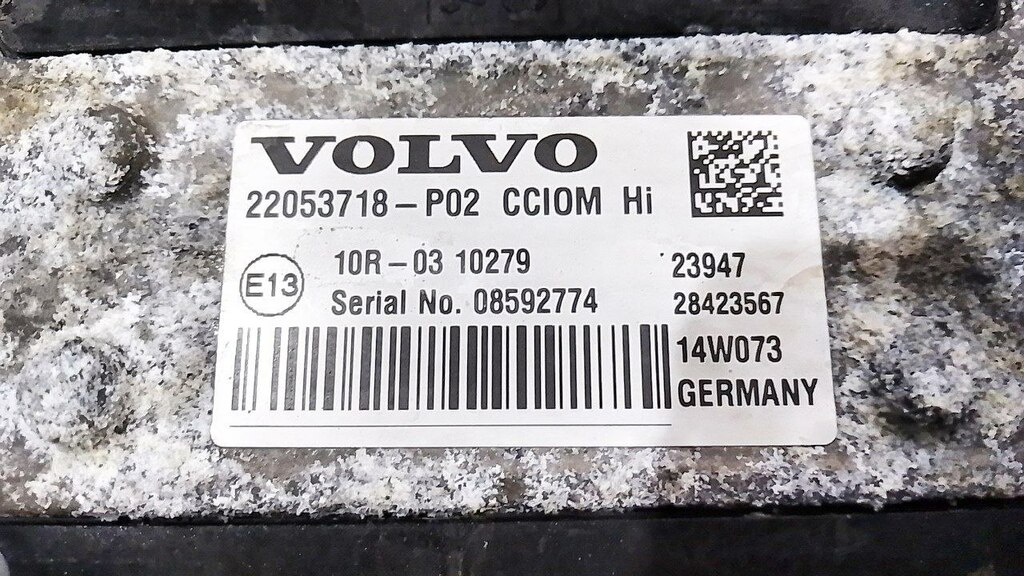 VOLVO
22053718-P02 CCIOM Hi
10R-03 10279
23947
E13
Serial No. 08592774
28423567
14W073
GERMANY